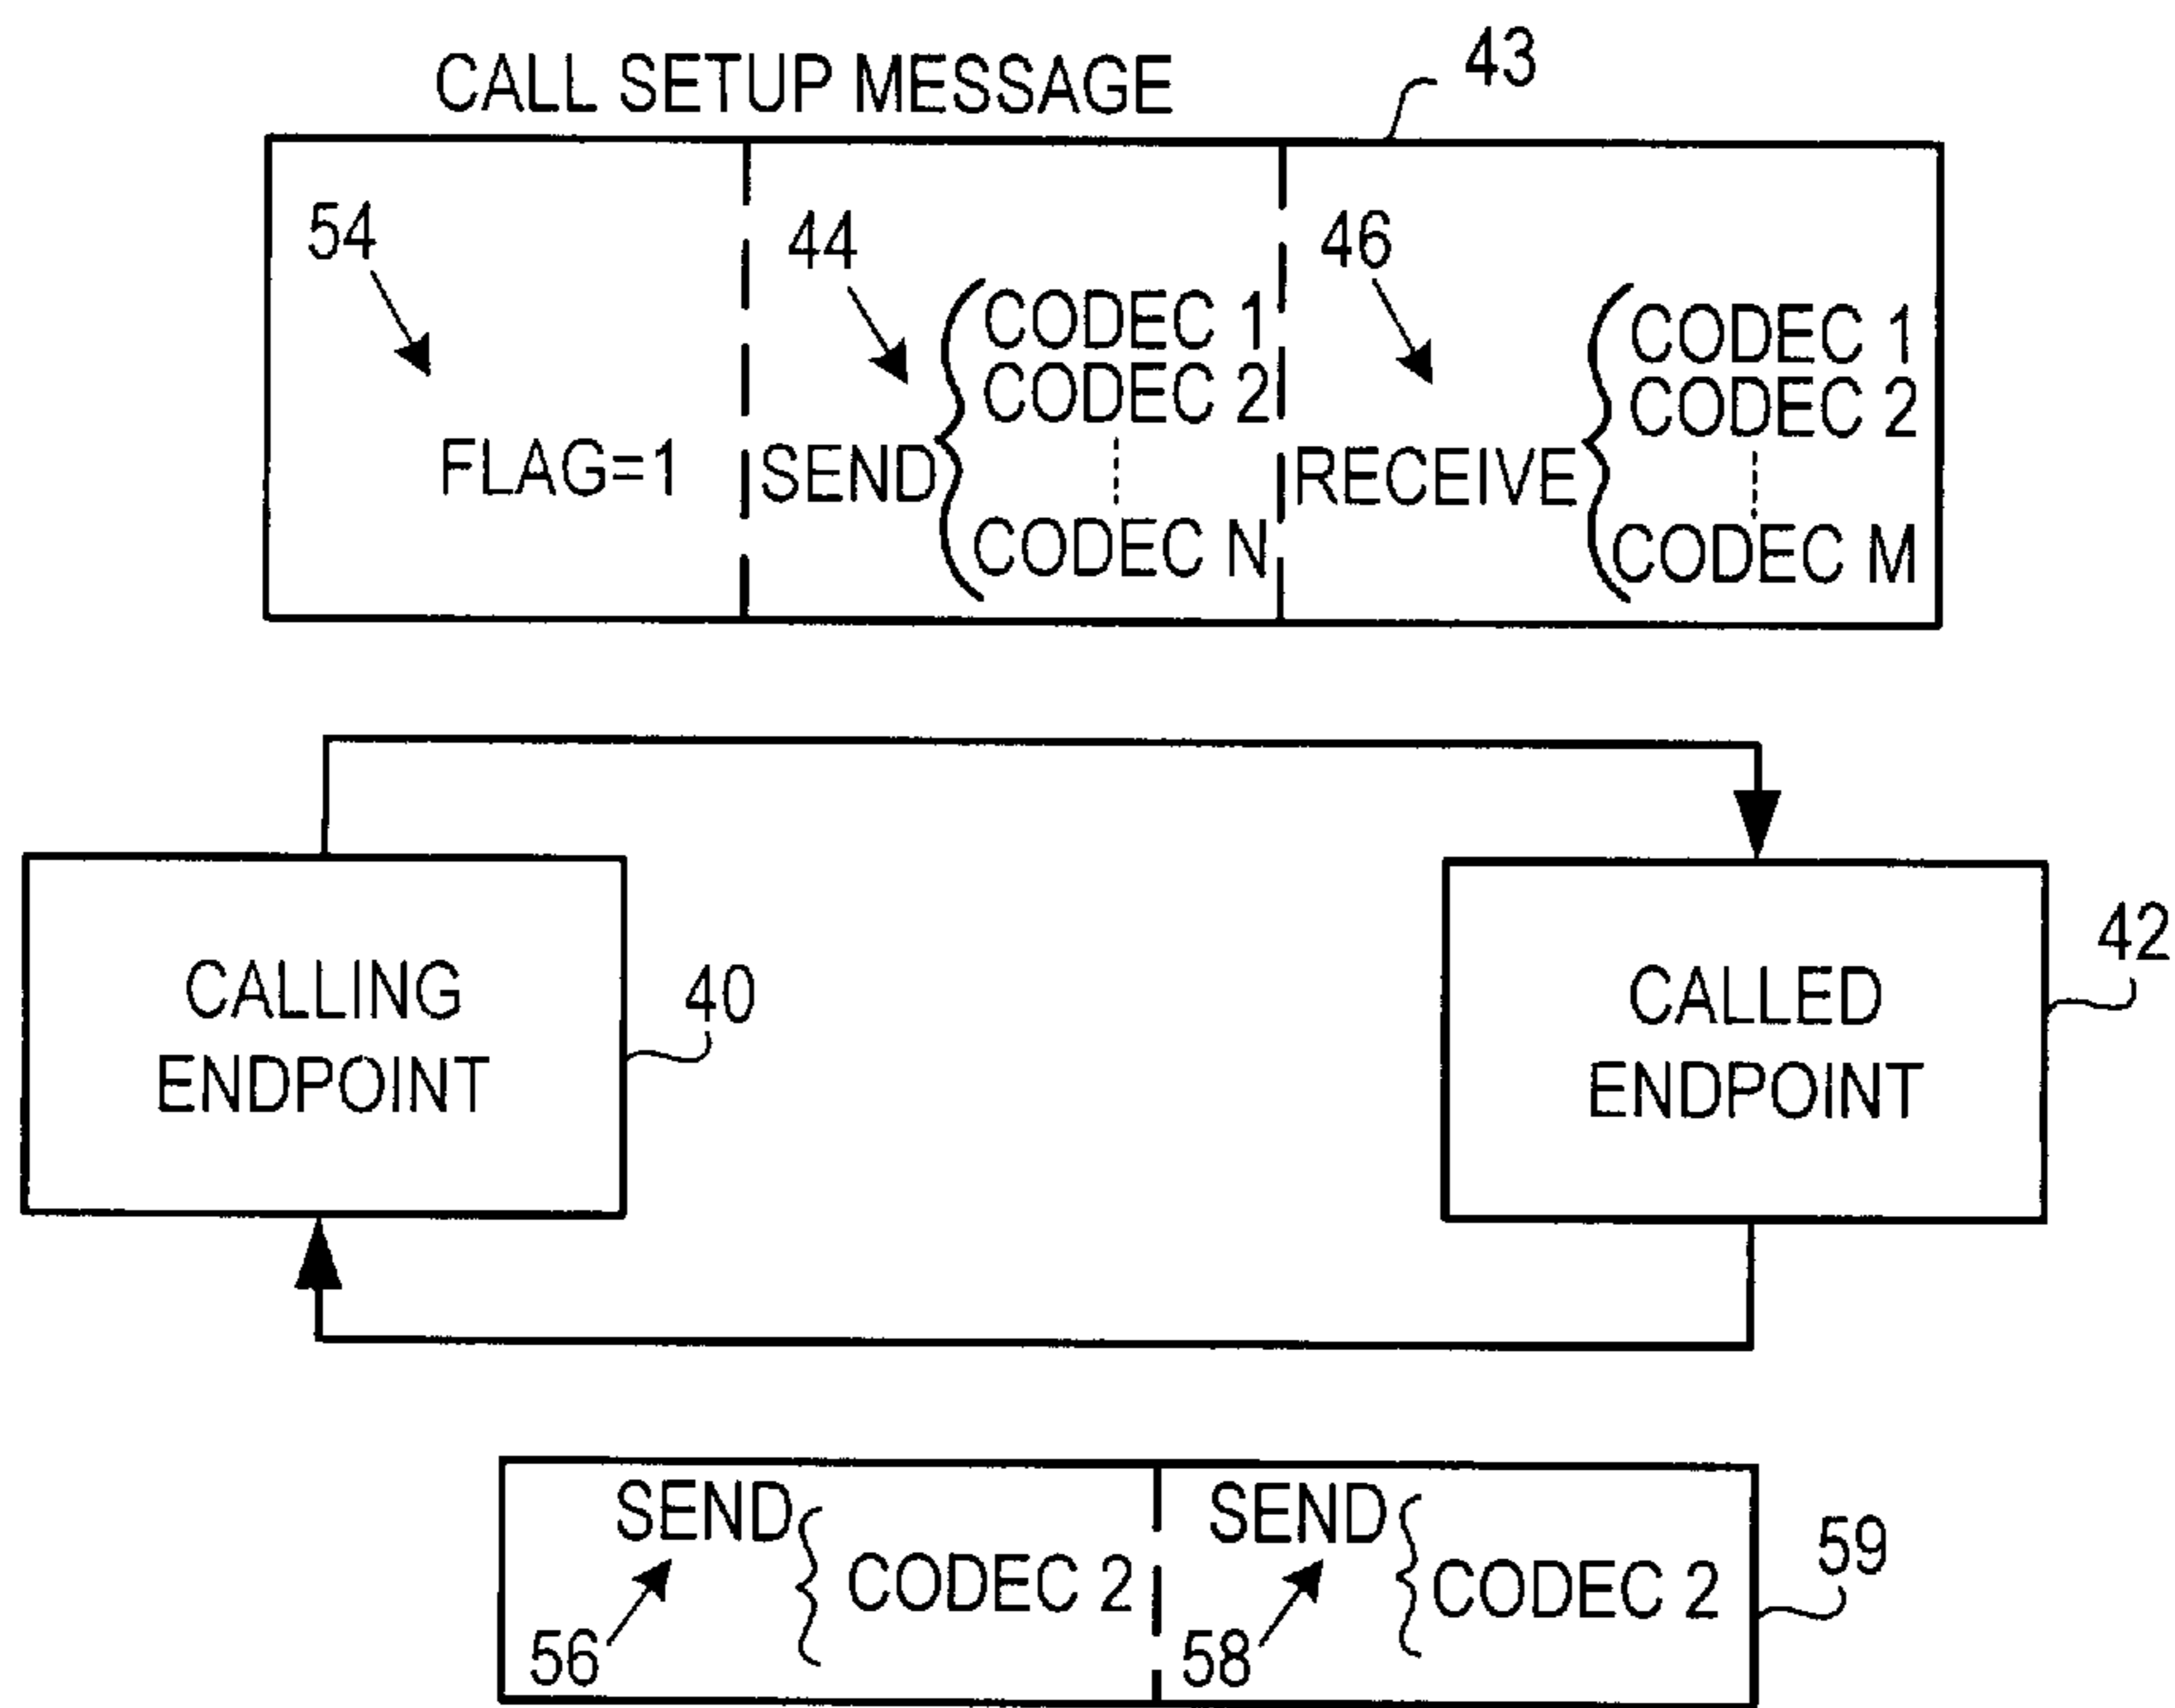 CALL SETUP MESSAGE
43
54
44
46
FLAG=1
SEND
CODEC 1
CODEC 2
CODEC N
RECEIVE
CODEC 1
CODEC 2
CODEC M
CALLING
ENDPOINT
40
CALLED
ENDPOINT
42
SEND
CODEC 2
56
SEND
CODEC 2
58
59